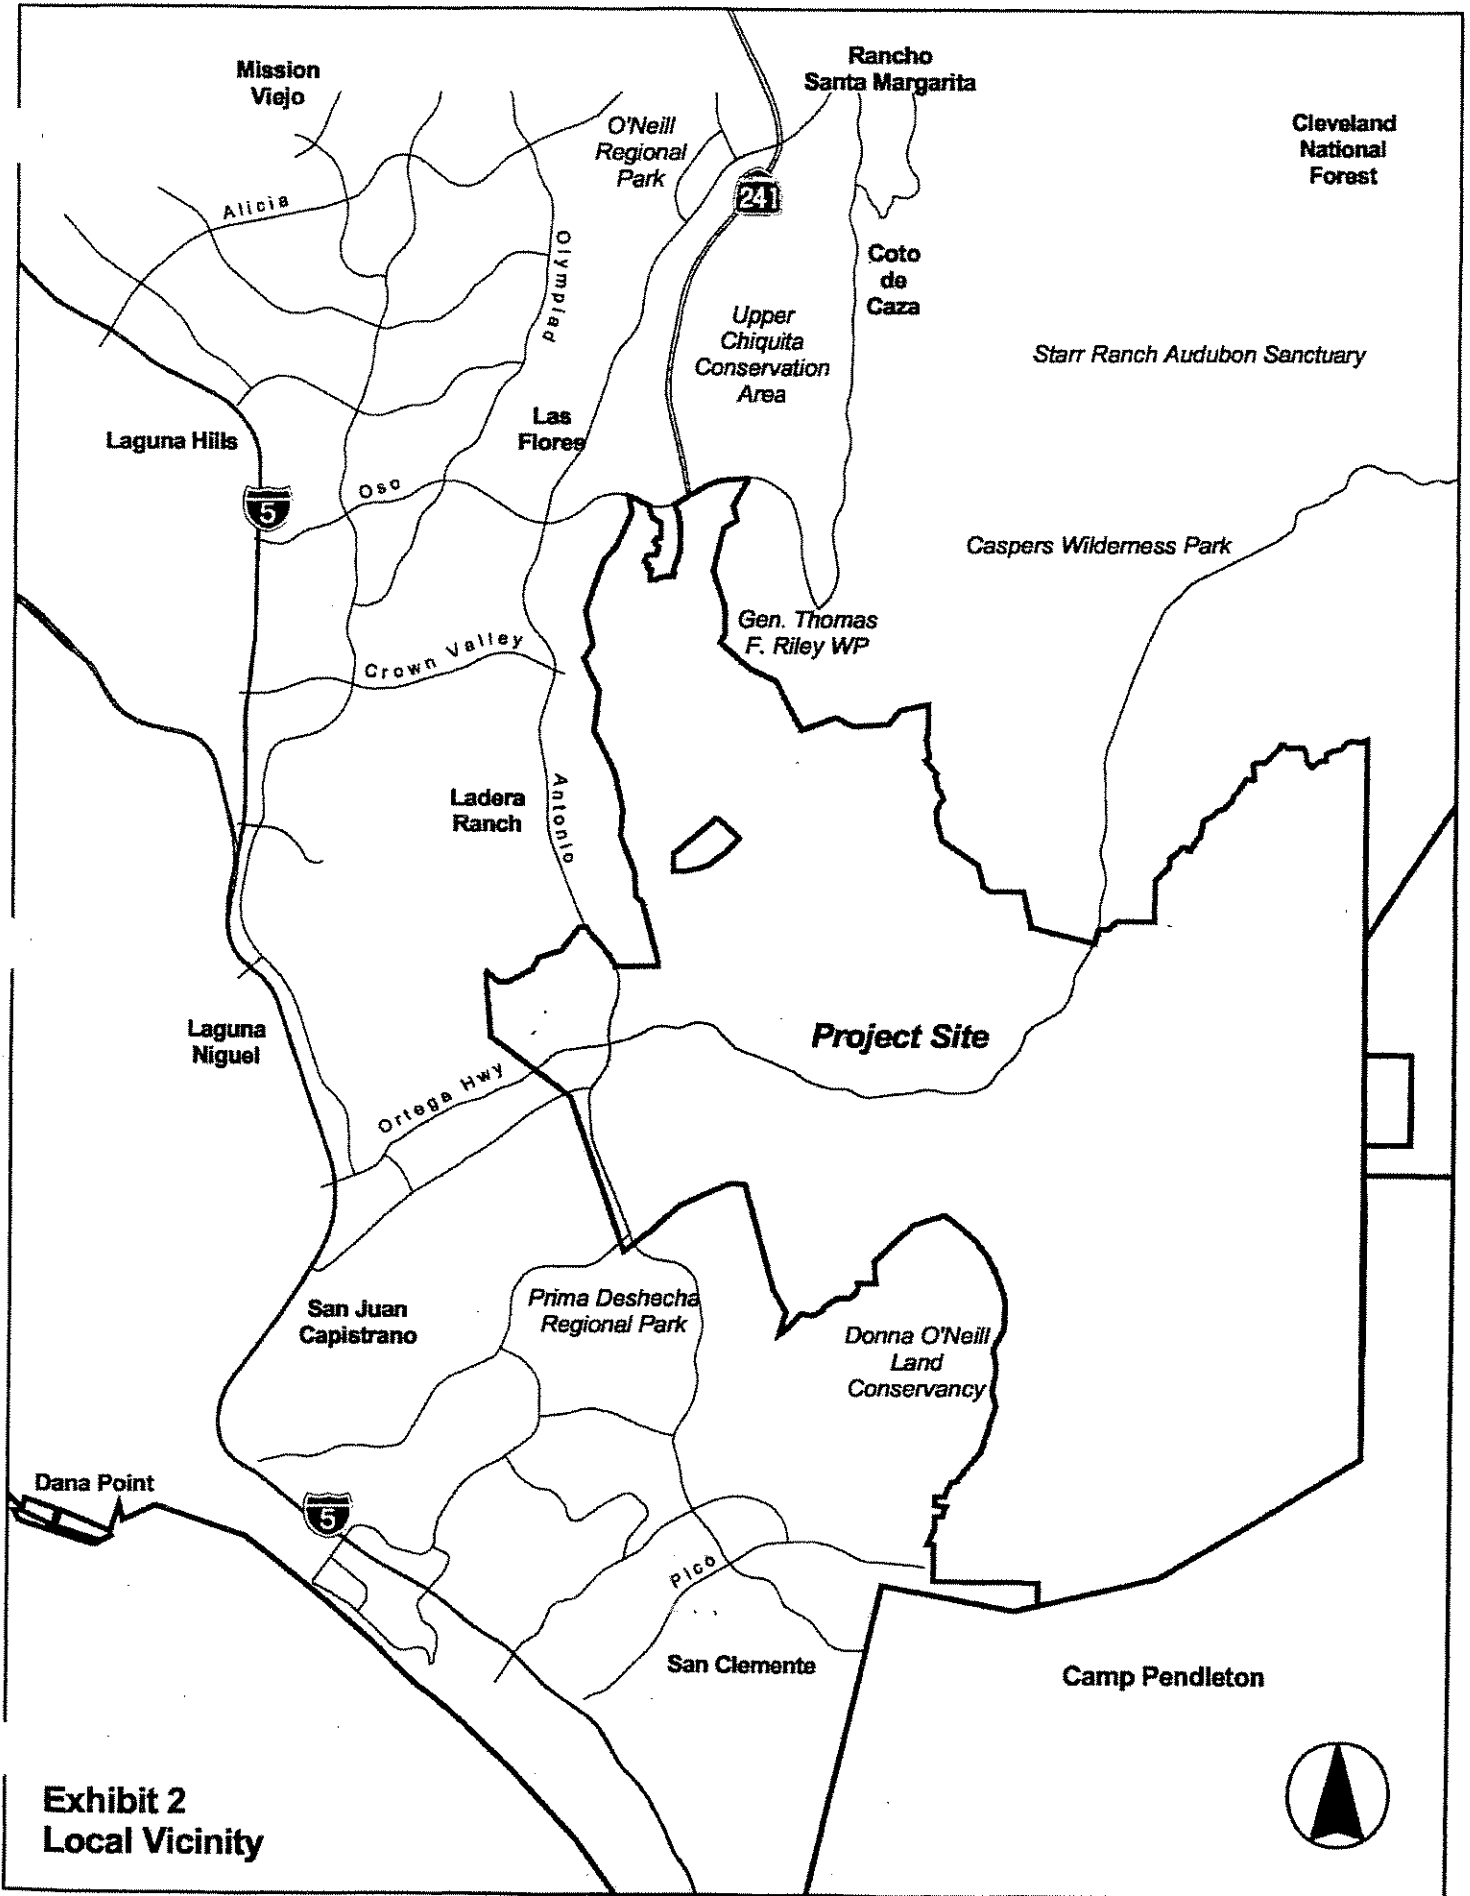 Mission
Viejo
Rancho
Santa Margarita
O'Neill
Regional
Park
Cleveland
National
Forest
241
Alicia
Olympiad
Coto
de
Caza
Upper
Chiquita
Conservation
Area
Starr Ranch Audubon Sanctuary
Las
Flores
Laguna Hills
Oso
5
Caspers Wilderness Park
Gen. Thomas
F. Riley WP
Crown Valley
Ladera
Ranch
Antonio
Laguna
Niguel
Project Site
Ortega Hwy
San Juan
Capistrano
Prima Deshecha
Regional Park
Donna O'Neill
Land
Conservancy
Dana Point
5
Pico
San Clemente
Camp Pendleton
Exhibit 2
Local Vicinity